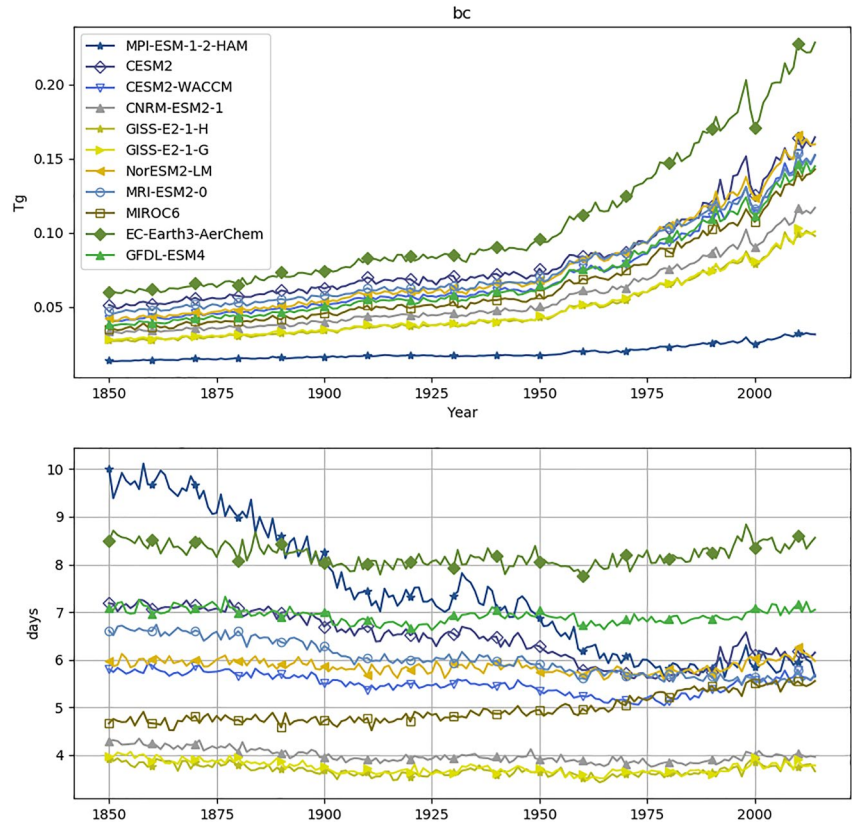 bc
MPI-ESM-1-2-HAM
CESM2
CESM2-WACCM
CNRM-ESM2-1
GISS-E2-1-H
GISS-E2-1-G
NorESM2-LM
MRI-ESM2-0
MIROC6
EC-Earth3-AerChem
GFDL-ESM4
Tg
0.20
0.15
0.10
0.05
1850 1875 1900 1925 1950 1975 2000
Year
days
10
9
8
7
6
5
4
1850 1875 1900 1925 1950 1975 2000